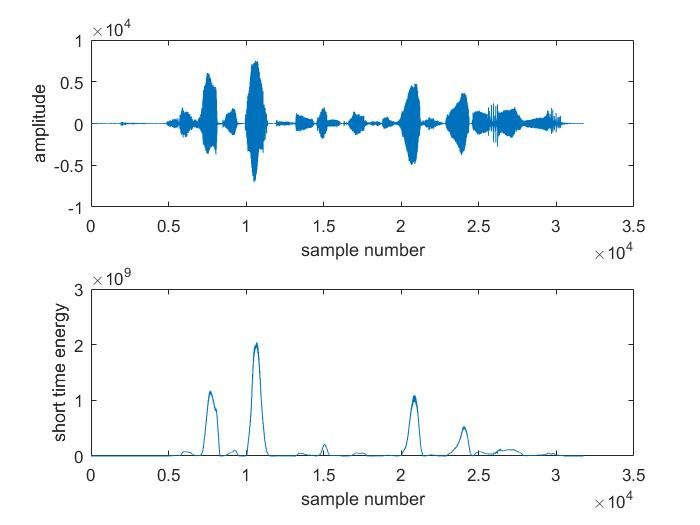 ×10⁴
amplitude
1
0.5
0
-0.5
-1
0 0.5 1 1.5 2 2.5 3 3.5
sample number
×10⁴
×10⁹
short time energy
3
2
1
0
0 0.5 1 1.5 2 2.5 3 3.5
sample number
×10⁴